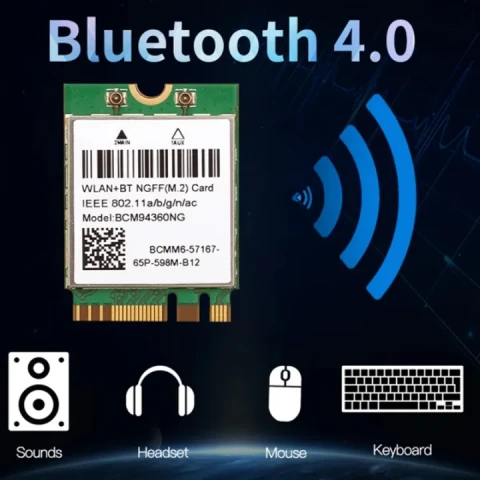 Bluetooth 4.0
2MAIN
1AUX
WLAN+BT NGFF(M.2) Card
IEEE 802.11a/b/g/n/ac
Model:BCM94360NG
BCMM6-57167-
65P-598M-B12
Sounds
Headset
Mouse
Keyboard